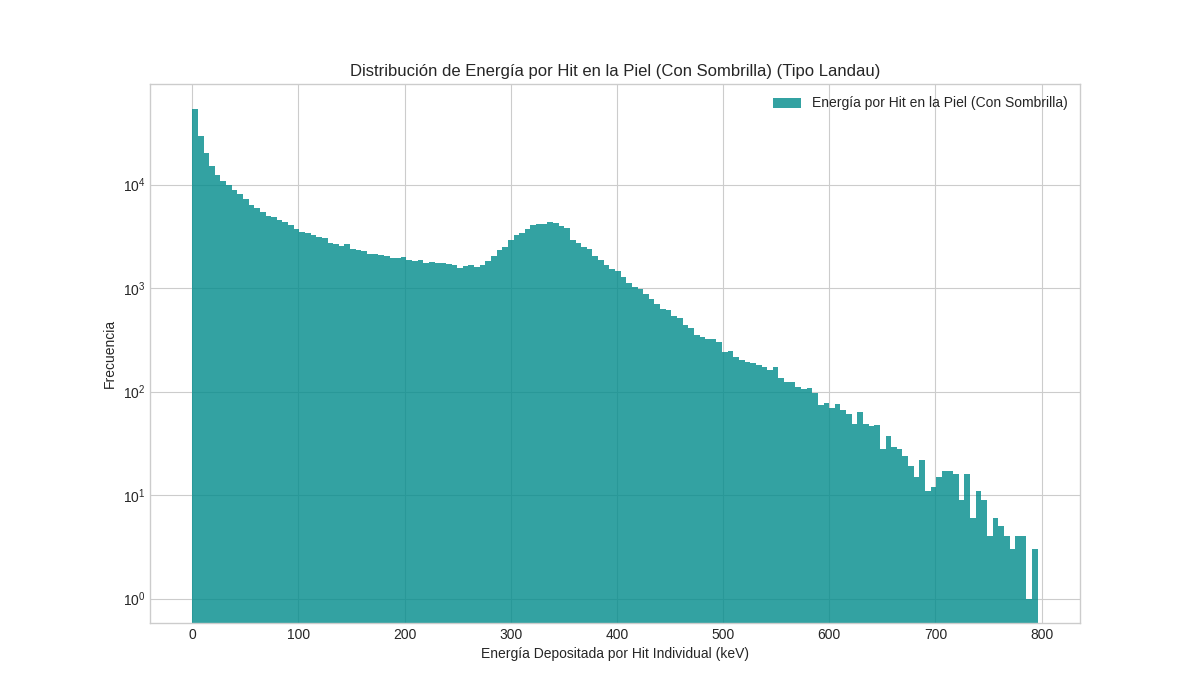 Distribución de Energía por Hit en la Piel (Con Sombrilla) (Tipo Landau)
Energía por Hit en la Piel (Con Sombrilla)
Frecuencia
10^4
10^3
10^2
10^1
10^0
0 100 200 300 400 500 600 700 800
Energía Depositada por Hit Individual (keV)